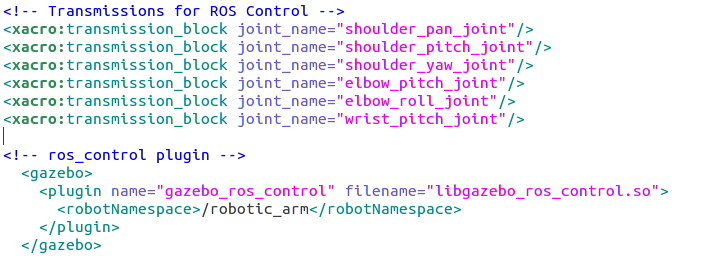 <!-- Transmissions for ROS Control -->
<xacro:transmission_block joint_name="shoulder_pan_joint"/>
<xacro:transmission_block joint_name="shoulder_pitch_joint"/>
<xacro:transmission_block joint_name="shoulder_yaw_joint"/>
<xacro:transmission_block joint_name="elbow_pitch_joint"/>
<xacro:transmission_block joint_name="elbow_roll_joint"/>
<xacro:transmission_block joint_name="wrist_pitch_joint"/>
<!-- ros_control plugin -->
<gazebo>
<plugin name="gazebo_ros_control" filename="libgazebo_ros_control.so">
<robotNamespace>/robotic_arm</robotNamespace>
</plugin>
</gazebo>